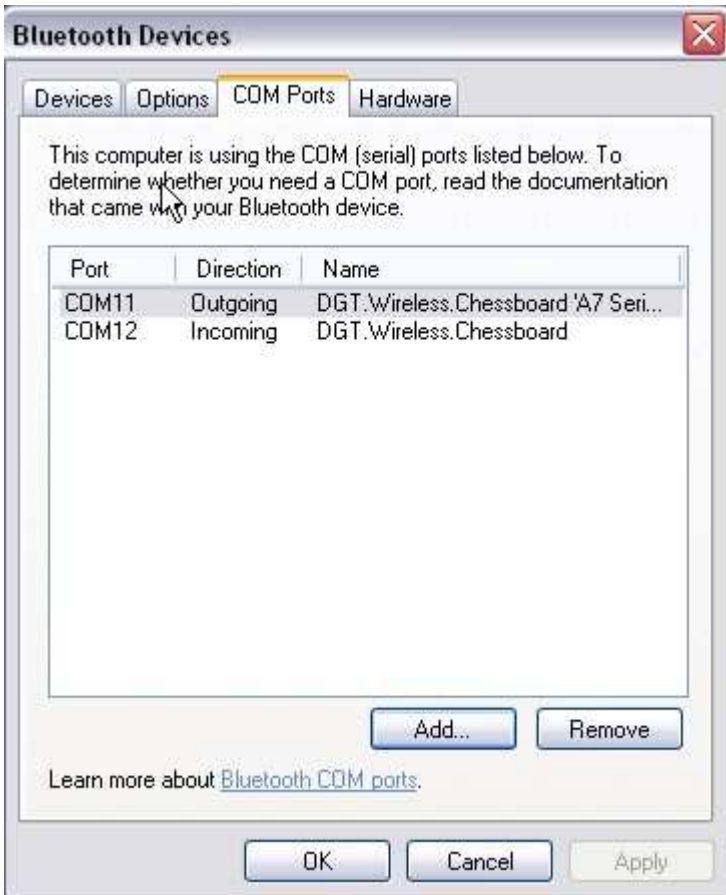 Bluetooth Devices
Devices Options COM Ports Hardware
This computer is using the COM (serial) ports listed below. To
determine whether you need a COM port, read the documentation
that came with your Bluetooth device.
Port Direction Name
COM11 Outgoing DGT.Wireless.Chessboard 'A7 Seri...
COM12 Incoming DGT.Wireless.Chessboard
Add... Remove
Learn more about Bluetooth COM ports.
OK Cancel Apply